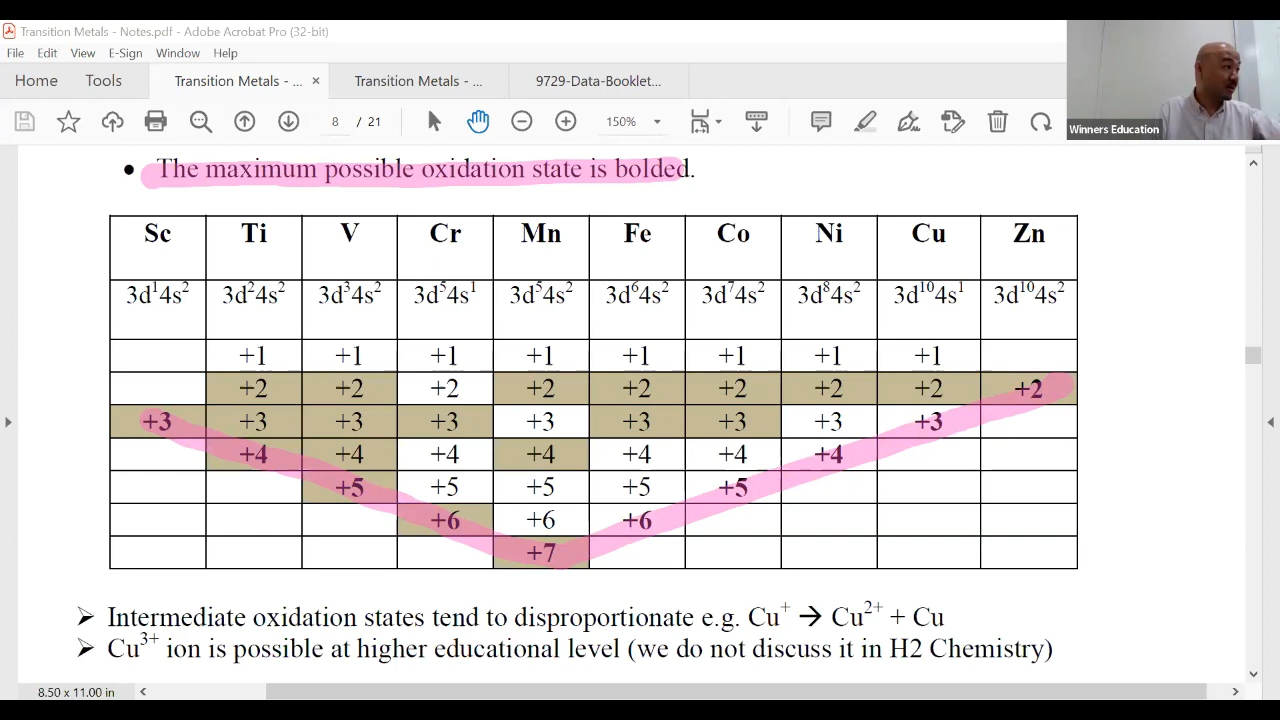 Transition Metals - Notes.pdf - Adobe Acrobat Pro (32-bit)
File Edit View E-Sign Window Help
Home Tools Transition Metals - ... × Transition Metals - ... 9729-Data-Booklet...
8 / 21 150%
Winners Education
• The maximum possible oxidation state is bolded.
Sc Ti V Cr Mn Fe Co Ni Cu Zn
3d¹4s² 3d²4s² 3d³4s² 3d⁵4s¹ 3d⁵4s² 3d⁶4s² 3d⁷4s² 3d⁸4s² 3d¹⁰4s¹ 3d¹⁰4s²
+1 +1 +1 +1 +1 +1 +1 +1
+2 +2 +2 +2 +2 +2 +2 +2 +2
+3 +3 +3 +3 +3 +3 +3 +3 +3
+4 +4 +4 +4 +4 +4 +4
+5 +5 +5 +5 +5
+6 +6 +6
+7
➢ Intermediate oxidation states tend to disproportionate e.g. Cu⁺ → Cu²⁺ + Cu
➢ Cu³⁺ ion is possible at higher educational level (we do not discuss it in H2 Chemistry)
8.50 x 11.00 in